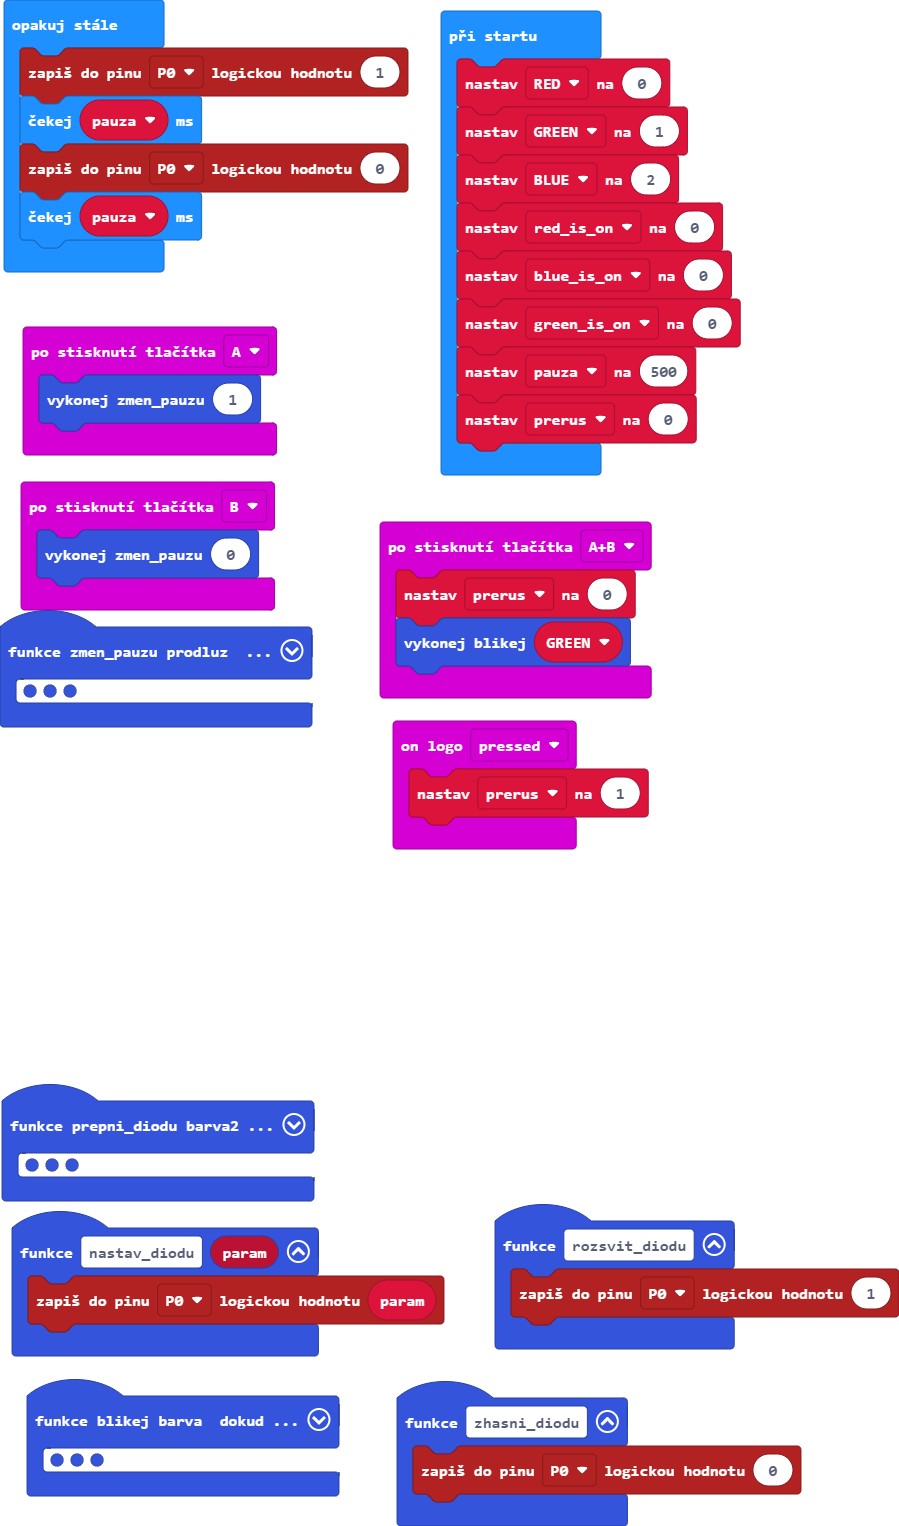 opakuj stále
zapiš do pinu P0 logickou hodnotu 1
čekej pauza ms
zapiš do pinu P0 logickou hodnotu 0
čekej pauza ms
při startu
nastav RED na 0
nastav GREEN na 1
nastav BLUE na 2
nastav red_is_on na 0
nastav blue_is_on na 0
nastav green_is_on na 0
nastav pauza na 500
nastav prerus na 0
po stisknutí tlačítka A
vykonej zmen_pauzu 1
po stisknutí tlačítka B
vykonej zmen_pauzu 0
funkce zmen_pauzu prodluz ...
po stisknutí tlačítka A+B
nastav prerus na 0
vykonej blikej GREEN
on logo pressed
nastav prerus na 1
funkce prepni_diodu barva2 ...
funkce nastav_diodu param
zapiš do pinu P0 logickou hodnotu param
funkce rozsvit_diodu
zapiš do pinu P0 logickou hodnotu 1
funkce blikej barva dokud ...
funkce zhasni_diodu
zapiš do pinu P0 logickou hodnotu 0